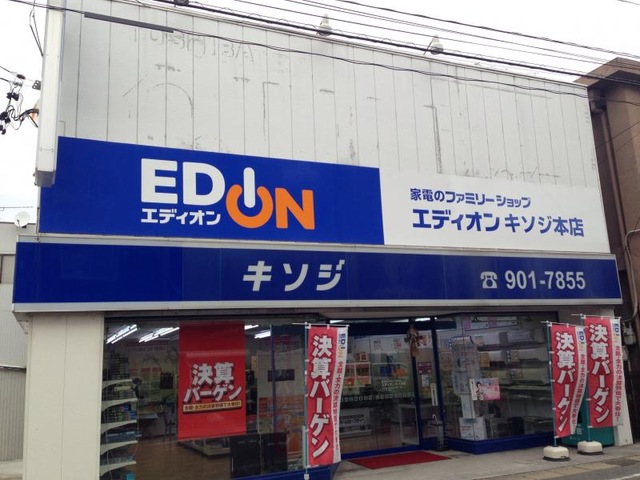 EDION
エディオン
家電のファミリーショップ
エディオン キソジ本店
キソジ
☎ 901-7855
決算
バーゲン
決算バーゲン
決算バーゲン
決算バーゲン